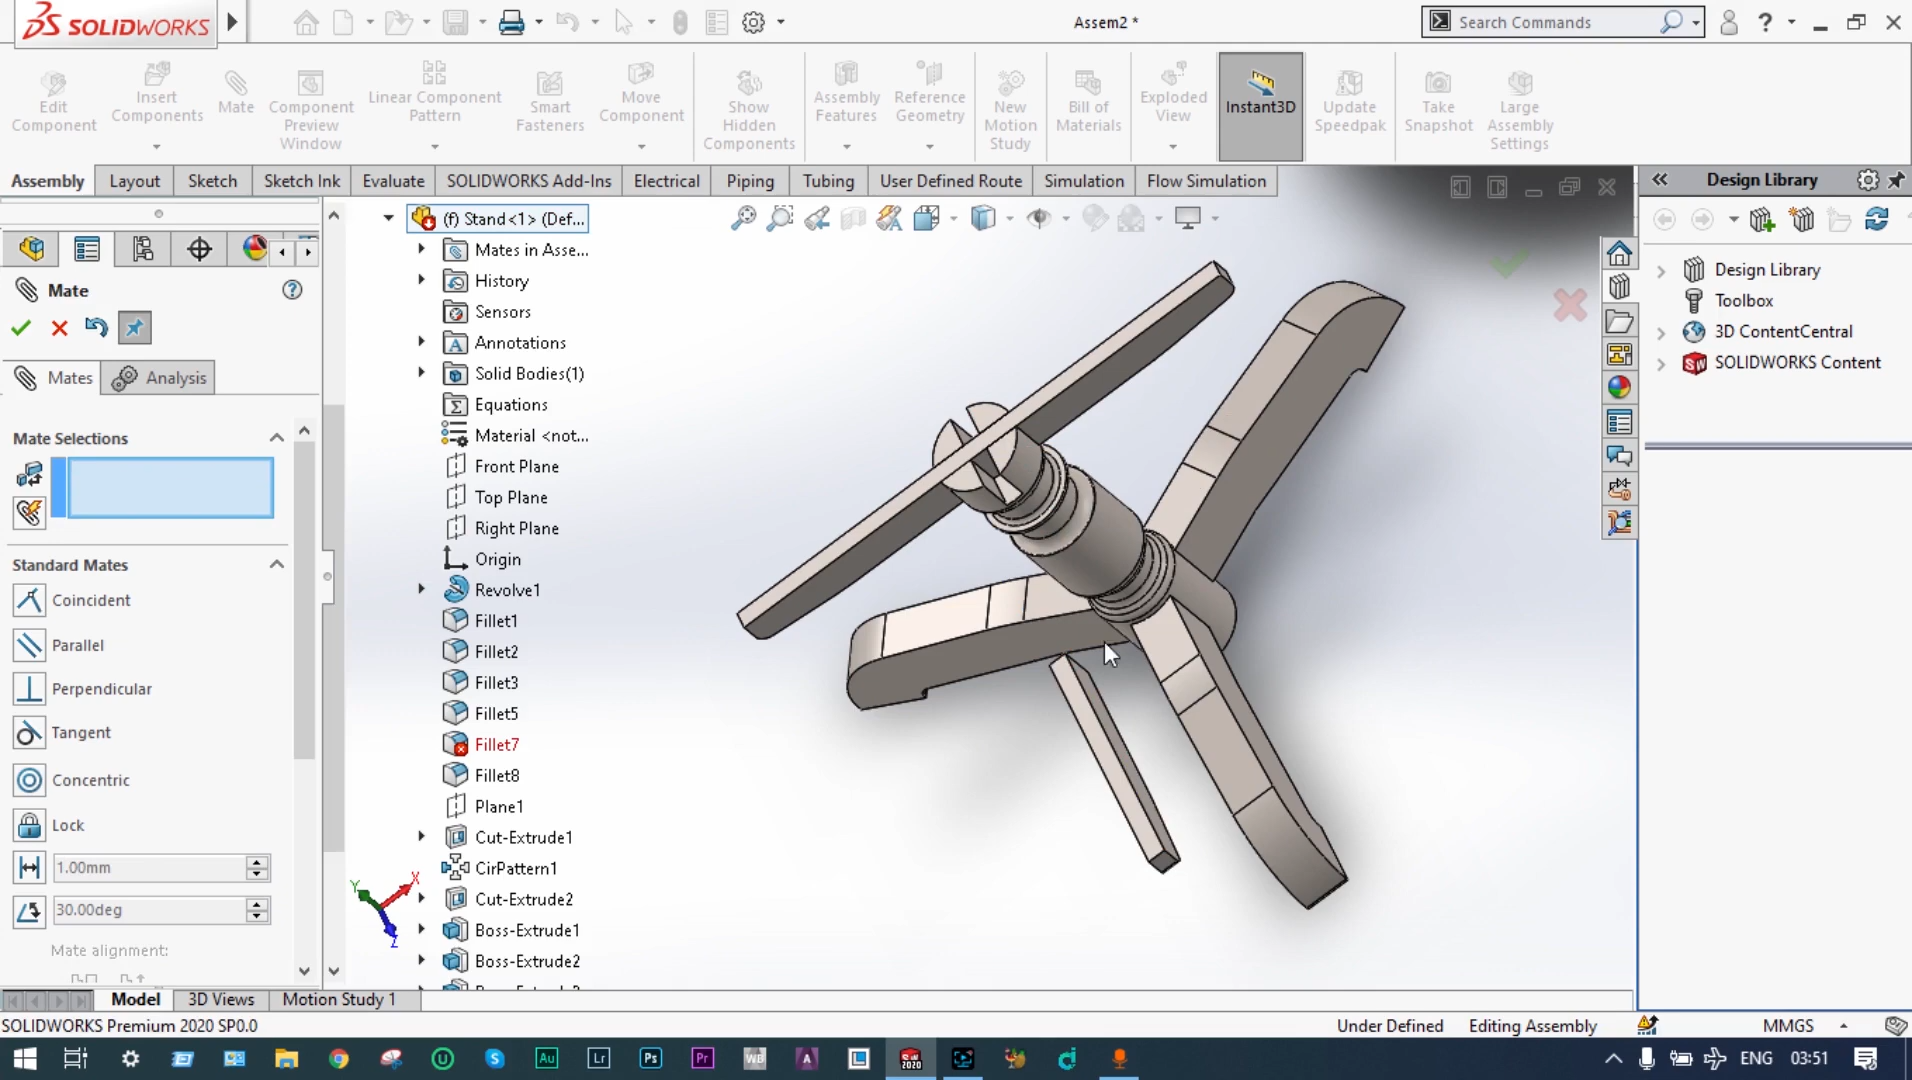 SOLIDWORKS
Assem2 *
Search Commands
Edit Component
Insert Components
Mate
Component Preview Window
Linear Component Pattern
Smart Fasteners
Move Component
Show Hidden Components
Assembly Features
Reference Geometry
New Motion Study
Bill of Materials
Exploded View
Instant3D
Update Speedpak
Take Snapshot
Large Assembly Settings
Assembly
Layout
Sketch
Sketch Ink
Evaluate
SOLIDWORKS Add-Ins
Electrical
Piping
Tubing
User Defined Route
Simulation
Flow Simulation
Design Library
Mate
Mates
Analysis
Mate Selections
Standard Mates
Coincident
Parallel
Perpendicular
Tangent
Concentric
Lock
1.00mm
30.00deg
Mate alignment:
(f) Stand<1> (Def...
Mates in Asse...
History
Sensors
Annotations
Solid Bodies(1)
Equations
Material <not...
Front Plane
Top Plane
Right Plane
Origin
Revolve1
Fillet1
Fillet2
Fillet3
Fillet5
Fillet7
Fillet8
Plane1
Cut-Extrude1
CirPattern1
Cut-Extrude2
Boss-Extrude1
Boss-Extrude2
Y
X
Z
Design Library
Toolbox
3D ContentCentral
SOLIDWORKS Content
Model
3D Views
Motion Study 1
SOLIDWORKS Premium 2020 SP0.0
Under Defined
Editing Assembly
MMGS
Au
Lrc
Ps
Pr
WB
A
SW
2020
ENG
03:51